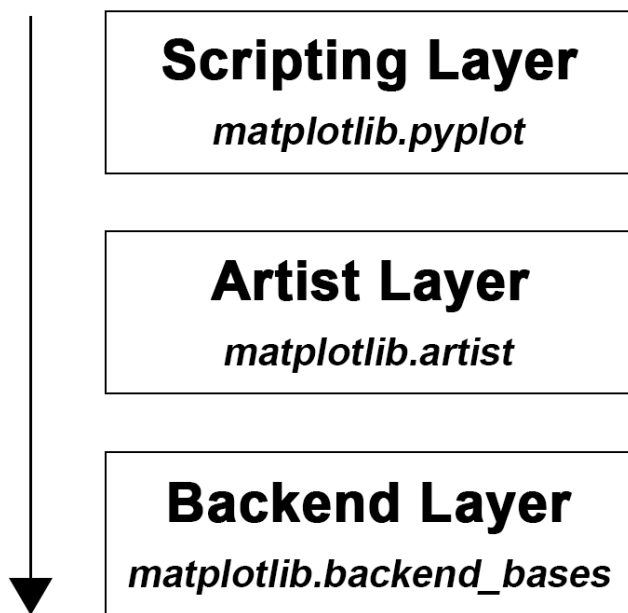 Scripting Layer
matplotlib.pyplot
Artist Layer
matplotlib.artist
Backend Layer
matplotlib.backend_bases